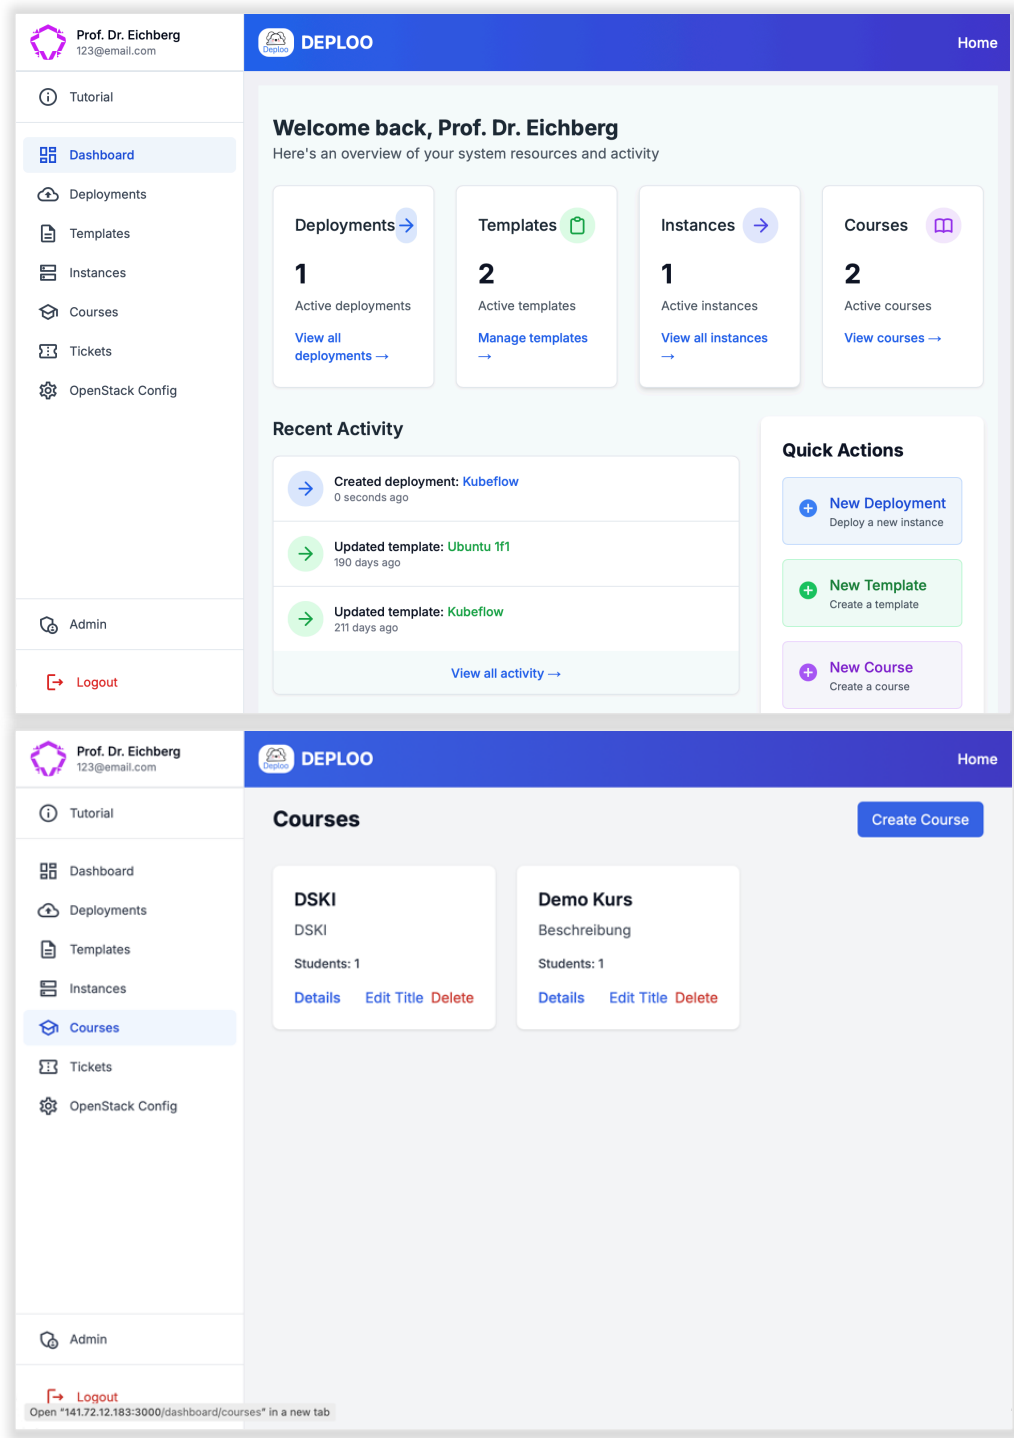 Prof. Dr. Eichberg
123@email.com
Deploo
DEPLOO
Home
Tutorial
Dashboard
Deployments
Templates
Instances
Courses
Tickets
OpenStack Config
Admin
Logout
Welcome back, Prof. Dr. Eichberg
Here's an overview of your system resources and activity
Deployments
1
Active deployments
View all
deployments →
Templates
2
Active templates
Manage templates
→
Instances
1
Active instances
View all instances
→
Courses
2
Active courses
View courses →
Recent Activity
Created deployment: Kubeflow
0 seconds ago
Updated template: Ubuntu 1f1
190 days ago
Updated template: Kubeflow
211 days ago
View all activity →
Quick Actions
New Deployment
Deploy a new instance
New Template
Create a template
New Course
Create a course
Prof. Dr. Eichberg
123@email.com
Deploo
DEPLOO
Home
Tutorial
Dashboard
Deployments
Templates
Instances
Courses
Tickets
OpenStack Config
Admin
Logout
Courses
Create Course
DSKI
DSKI
Students: 1
Details Edit Title Delete
Demo Kurs
Beschreibung
Students: 1
Details Edit Title Delete
Open “141.72.12.183:3000/dashboard/courses” in a new tab